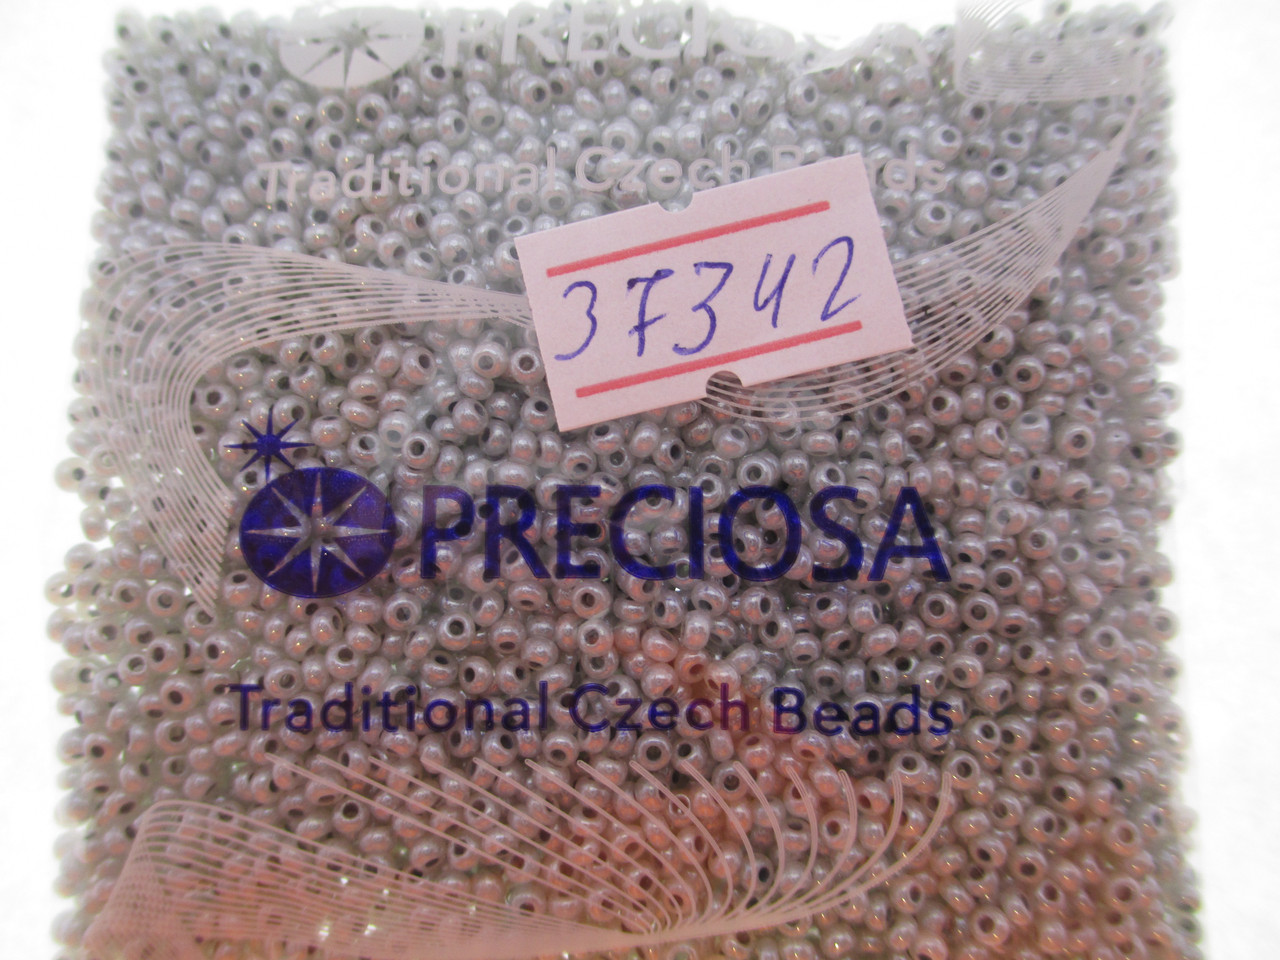 PRECIOSA
Traditional Czech Beads
37342
PRECIOSA
Traditional Czech Beads